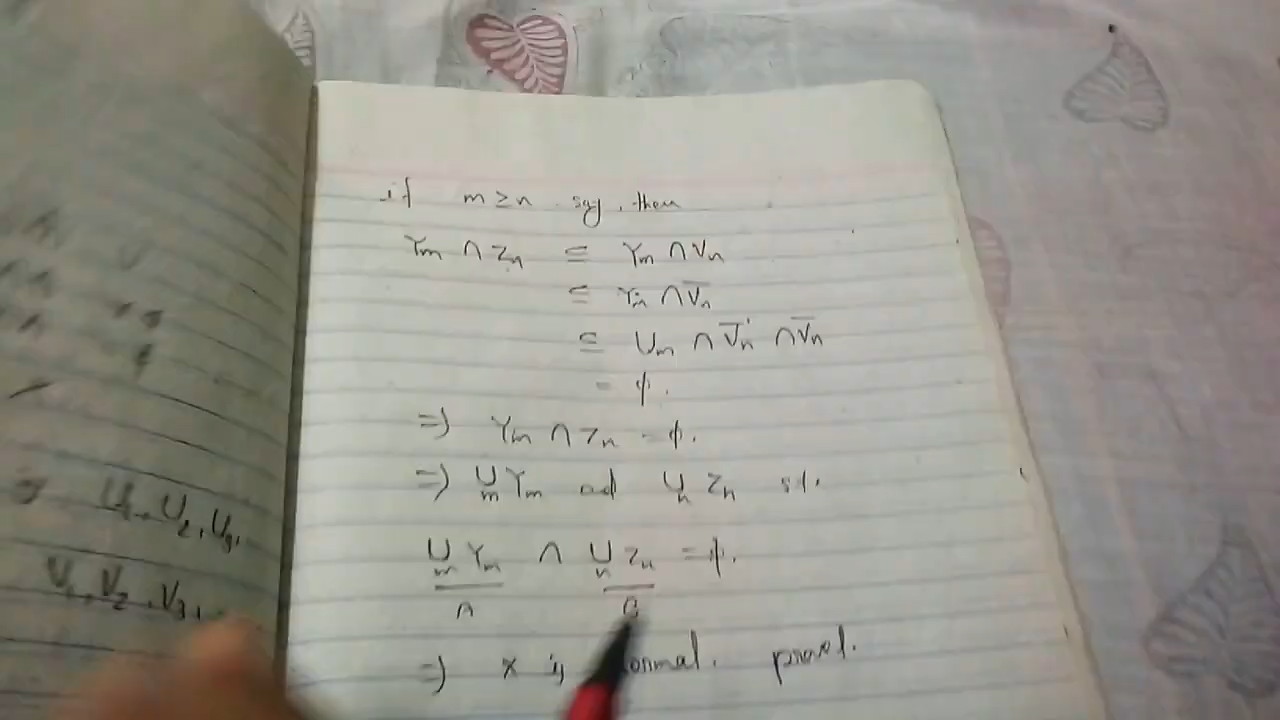 U₁, U₂, U₃,
V₁, V₂, V₃,
if m ≥ n say, then
Yₘ ∩ Zₙ ⊆ Yₘ ∩ Vₙ
⊆ Yₘ ∩ V̅ₙ
⊆ Uₘ ∩ V̅ₙ' ∩ V̅ₙ
= φ.
=> Yₘ ∩ Zₙ = φ.
=> ∪ₘ Yₘ and ∪ₙ Zₙ s.t.
∪ₘ Yₘ ∩ ∪ₙ Zₙ = φ.
=> X is normal. proved.